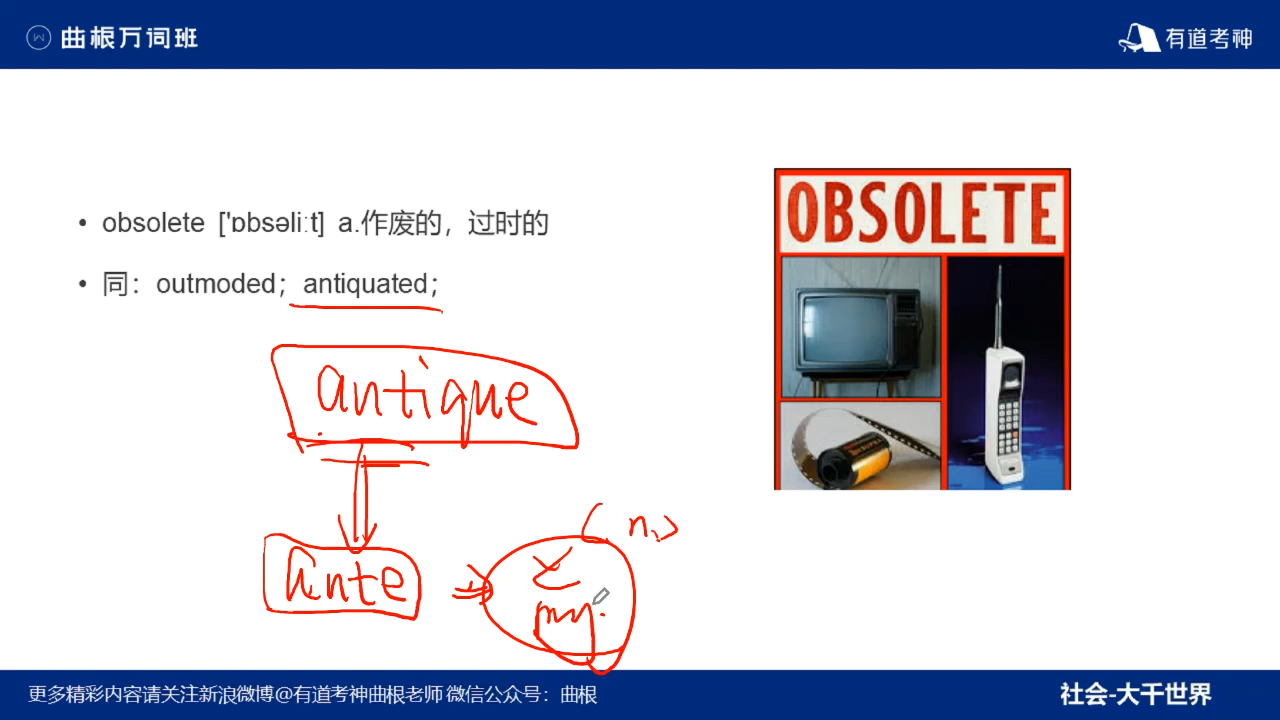 曲根万词班
有道考神
• obsolete ['ɒbsəliːt] a.作废的，过时的
• 同：outmoded；antiquated；
OBSOLETE
antique
ante
(n.)
更多精彩内容请关注新浪微博@有道考神曲根老师 微信公众号：曲根
社会-大千世界